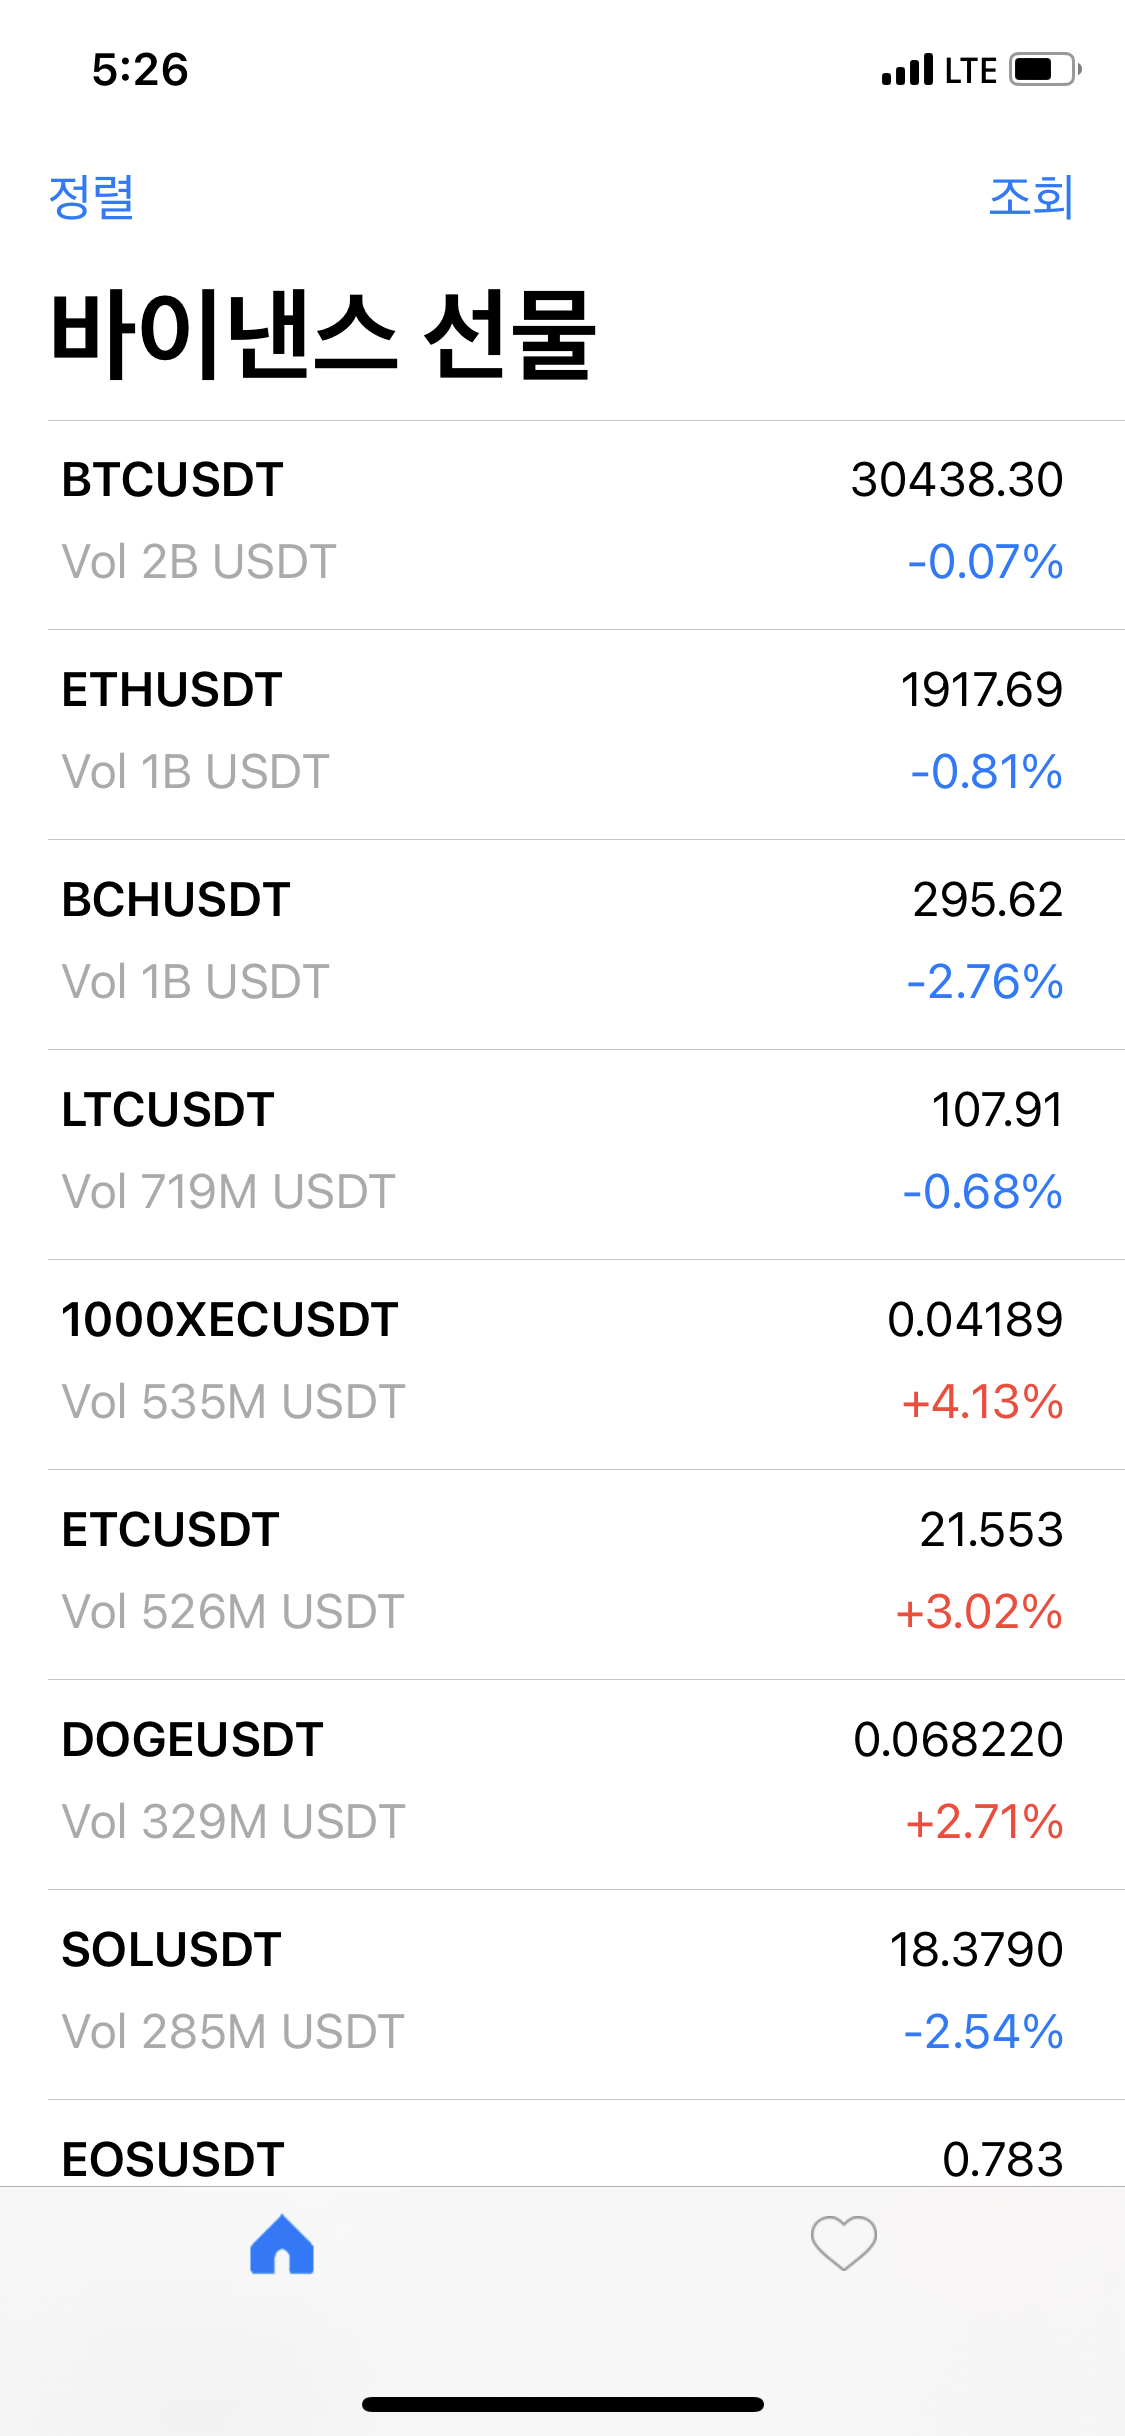 5:26 LTE
정렬 조회
바이낸스 선물
BTCUSDT 30438.30
Vol 2B USDT -0.07%
ETHUSDT 1917.69
Vol 1B USDT -0.81%
BCHUSDT 295.62
Vol 1B USDT -2.76%
LTCUSDT 107.91
Vol 719M USDT -0.68%
1000XECUSDT 0.04189
Vol 535M USDT +4.13%
ETCUSDT 21.553
Vol 526M USDT +3.02%
DOGEUSDT 0.068220
Vol 329M USDT +2.71%
SOLUSDT 18.3790
Vol 285M USDT -2.54%
EOSUSDT 0.783